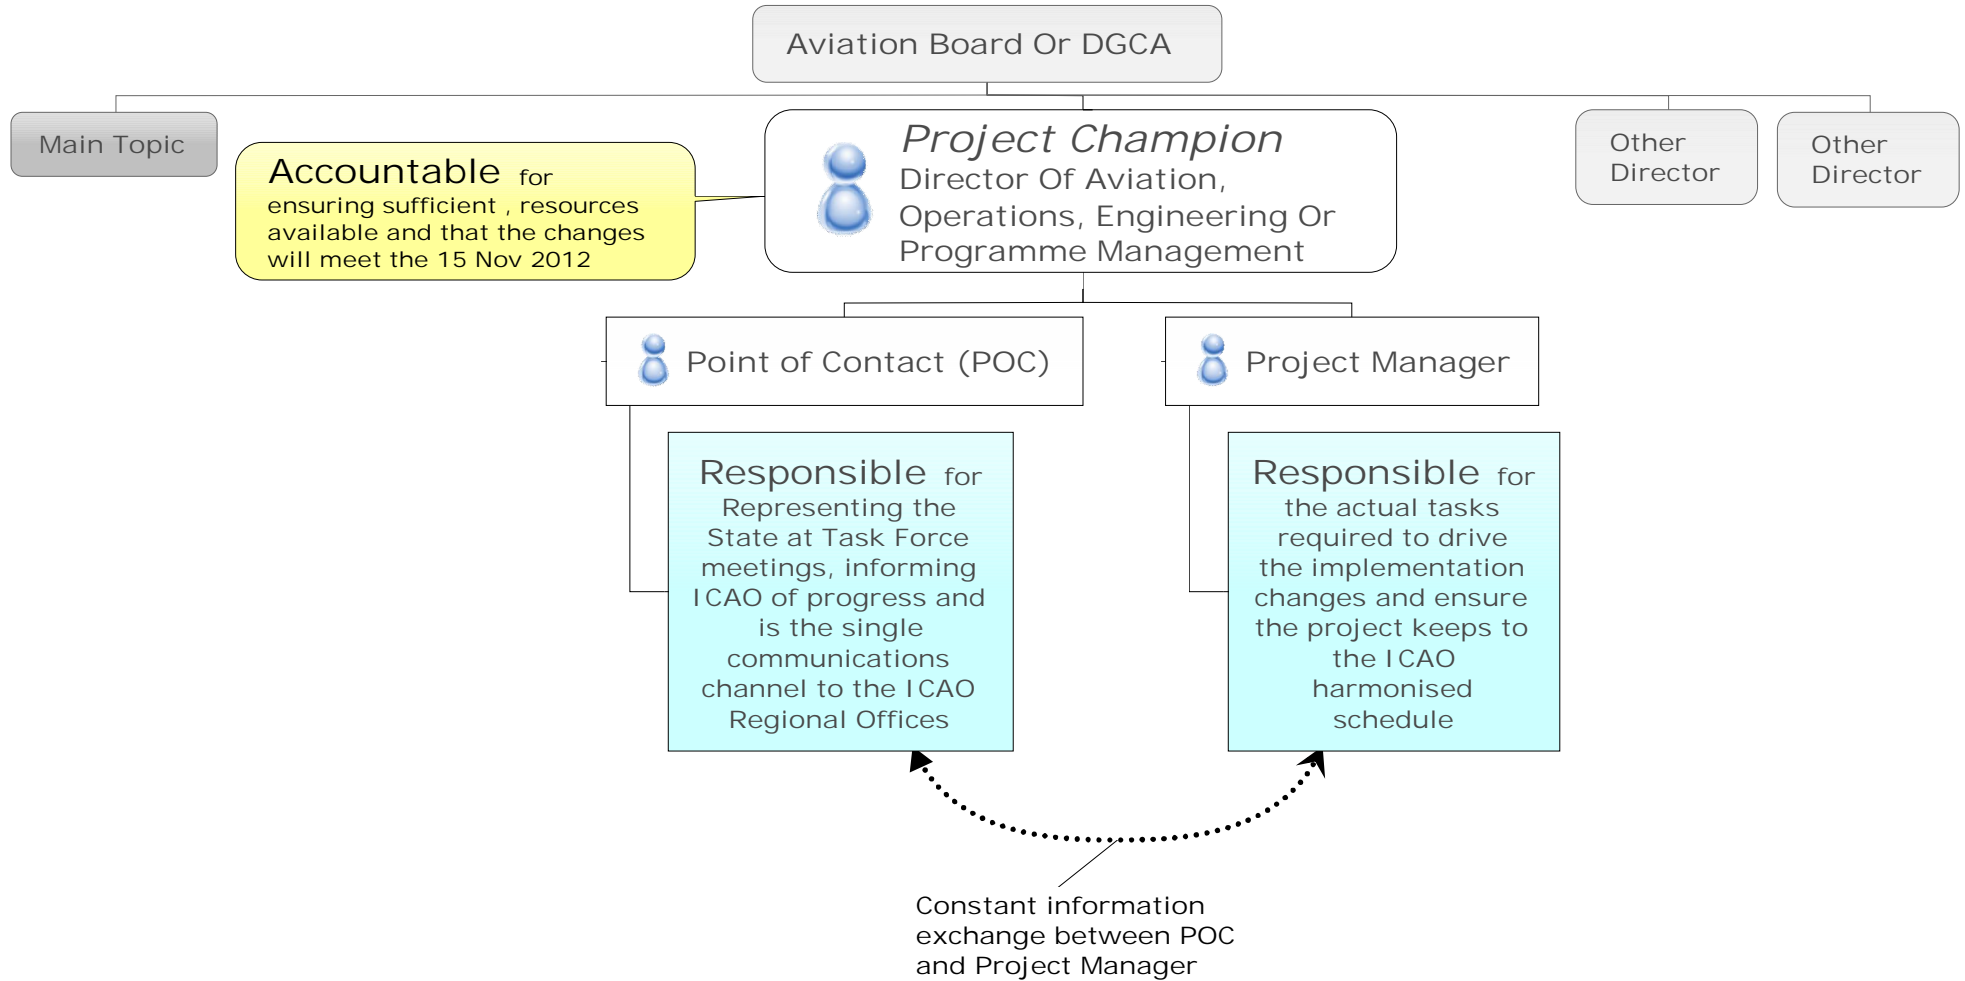 Aviation Board Or DGCA
Main Topic
Accountable for
ensuring sufficient , resources
available and that the changes
will meet the 15 Nov 2012
Project Champion
Director Of Aviation,
Operations, Engineering Or
Programme Management
Other
Director
Other
Director
Point of Contact (POC)
Project Manager
Responsible for
Representing the
State at Task Force
meetings, informing
ICAO of progress and
is the single
communications
channel to the ICAO
Regional Offices
Responsible for
the actual tasks
required to drive
the implementation
changes and ensure
the project keeps to
the ICAO
harmonised
schedule
Constant information
exchange between POC
and Project Manager